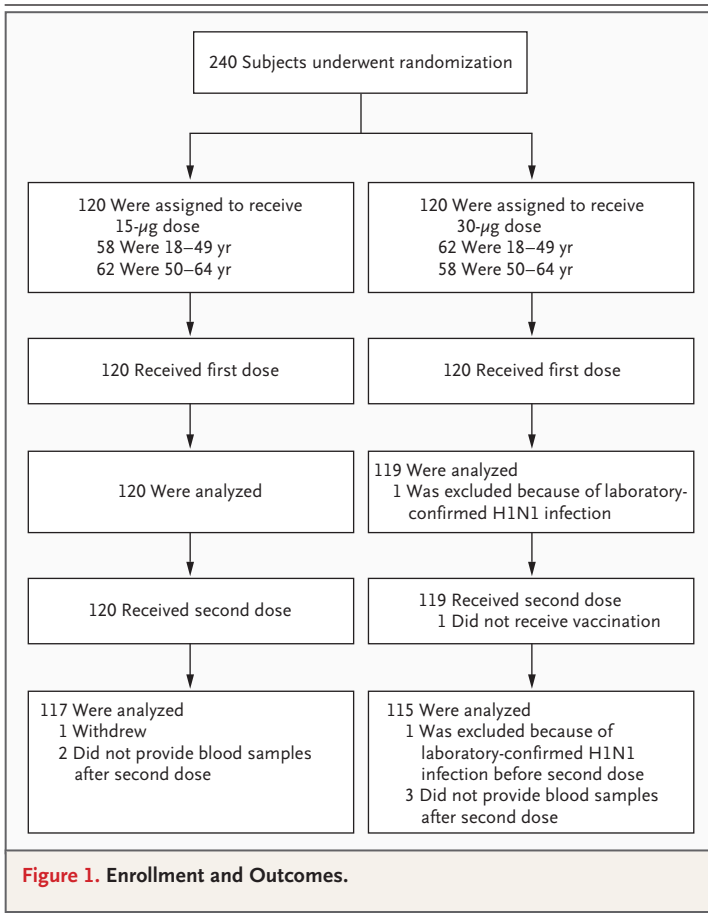 240 Subjects underwent randomization
120 Were assigned to receive
15-µg dose
58 Were 18–49 yr
62 Were 50–64 yr
120 Were assigned to receive
30-µg dose
62 Were 18–49 yr
58 Were 50–64 yr
120 Received first dose
120 Received first dose
120 Were analyzed
119 Were analyzed
1 Was excluded because of laboratory-
confirmed H1N1 infection
120 Received second dose
119 Received second dose
1 Did not receive vaccination
117 Were analyzed
1 Withdrew
2 Did not provide blood samples
after second dose
115 Were analyzed
1 Was excluded because of
laboratory-confirmed H1N1
infection before second dose
3 Did not provide blood samples
after second dose
Figure 1. Enrollment and Outcomes.